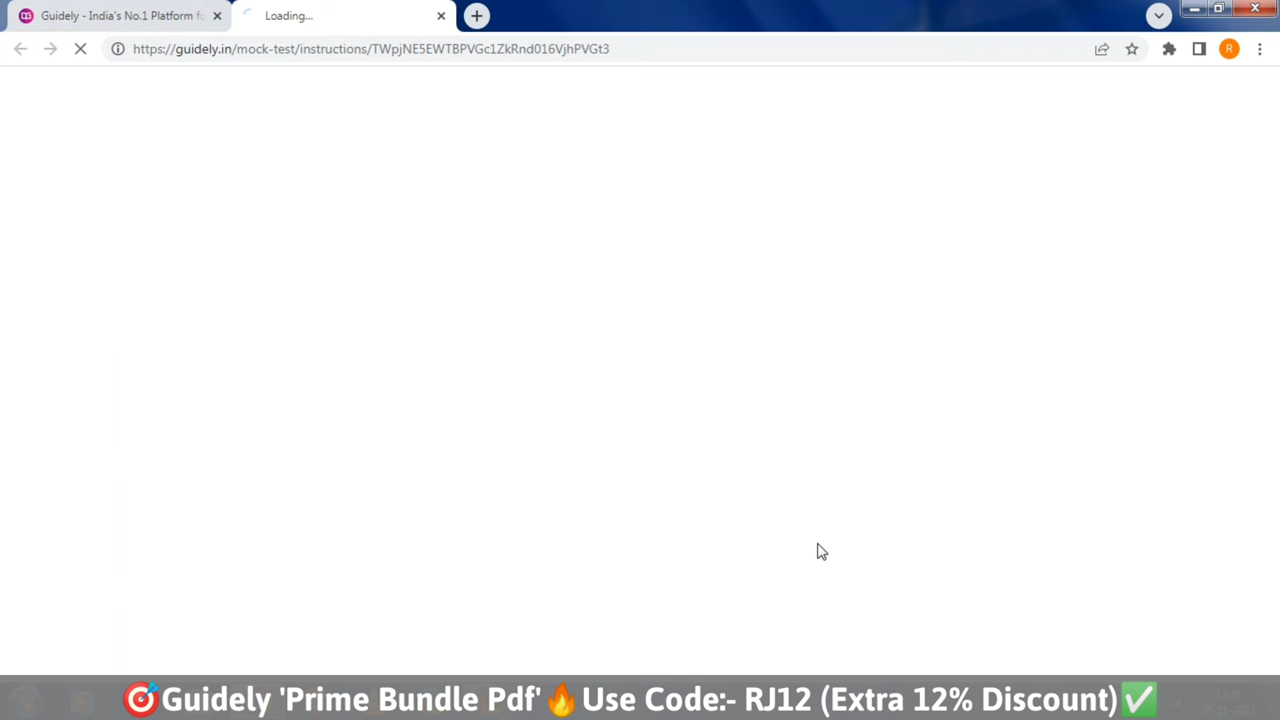 Guidely - India's No.1 Platform fo
Loading...
https://guidely.in/mock-test/instructions/TWpjNE5EWTBPVGc1ZkRnd016VjhPVGt3
R
🎯Guidely 'Prime Bundle Pdf'🔥Use Code:- RJ12 (Extra 12% Discount)✅